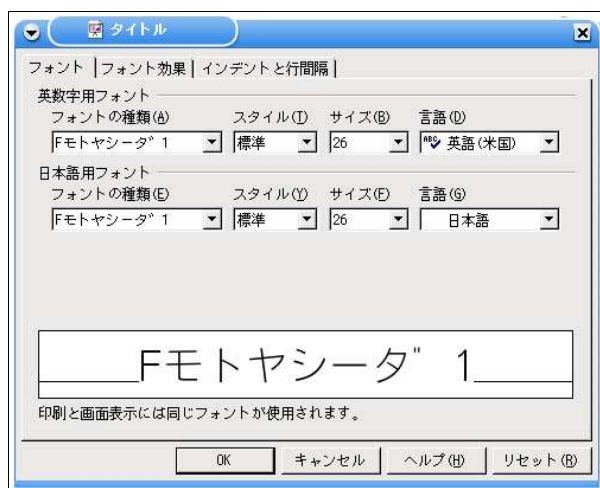 タイトル
フォント フォント効果 インデントと行間隔
英数字用フォント
フォントの種類(A) スタイル(T) サイズ(B) 言語(D)
Fモトヤシータ゛1 標準 26 ABC 英語(米国)
日本語用フォント
フォントの種類(E) スタイル(Y) サイズ(F) 言語(G)
Fモトヤシータ゛1 標準 26 日本語
Fモトヤシータ゛ 1
印刷と画面表示には同じフォントが使用されます。
OK キャンセル ヘルプ(H) リセット(R)